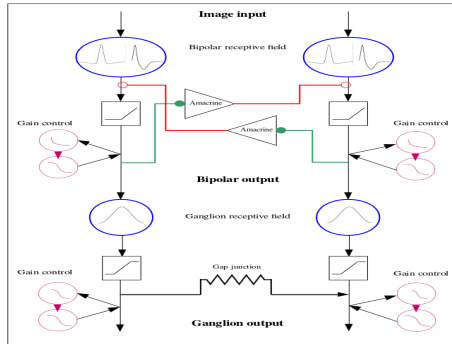 Image input
Bipolar receptive field
Amacrine
Gain control
Amacrine
Gain control
Bipolar output
Ganglion receptive field
Gap junction
Gain control
Gain control
Ganglion output